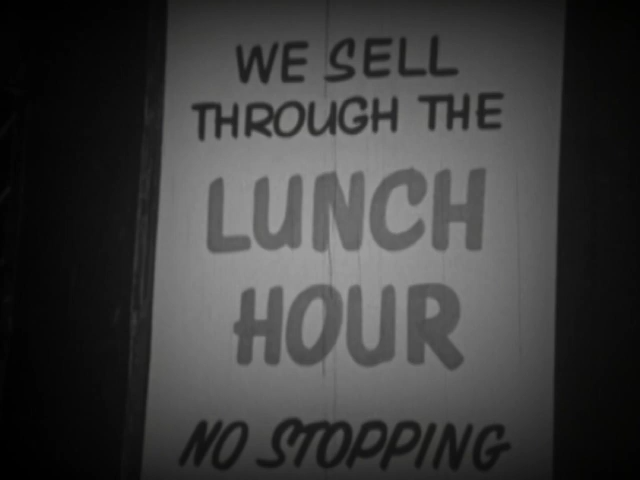 WE SELL
THROUGH THE
LUNCH
HOUR
NO STOPPING